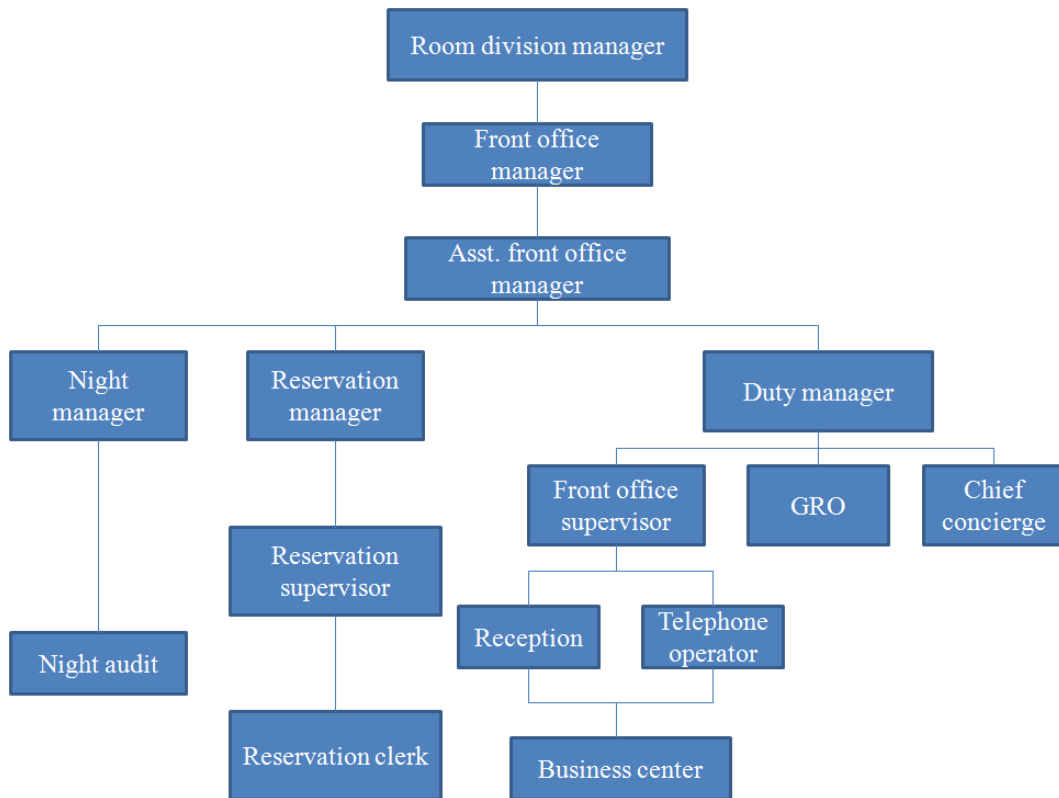 Room division manager
Front office
manager
Asst. front office
manager
Night
manager
Reservation
manager
Duty manager
Front office
supervisor
GRO
Chief
concierge
Reservation
supervisor
Reception
Telephone
operator
Night audit
Reservation clerk
Business center